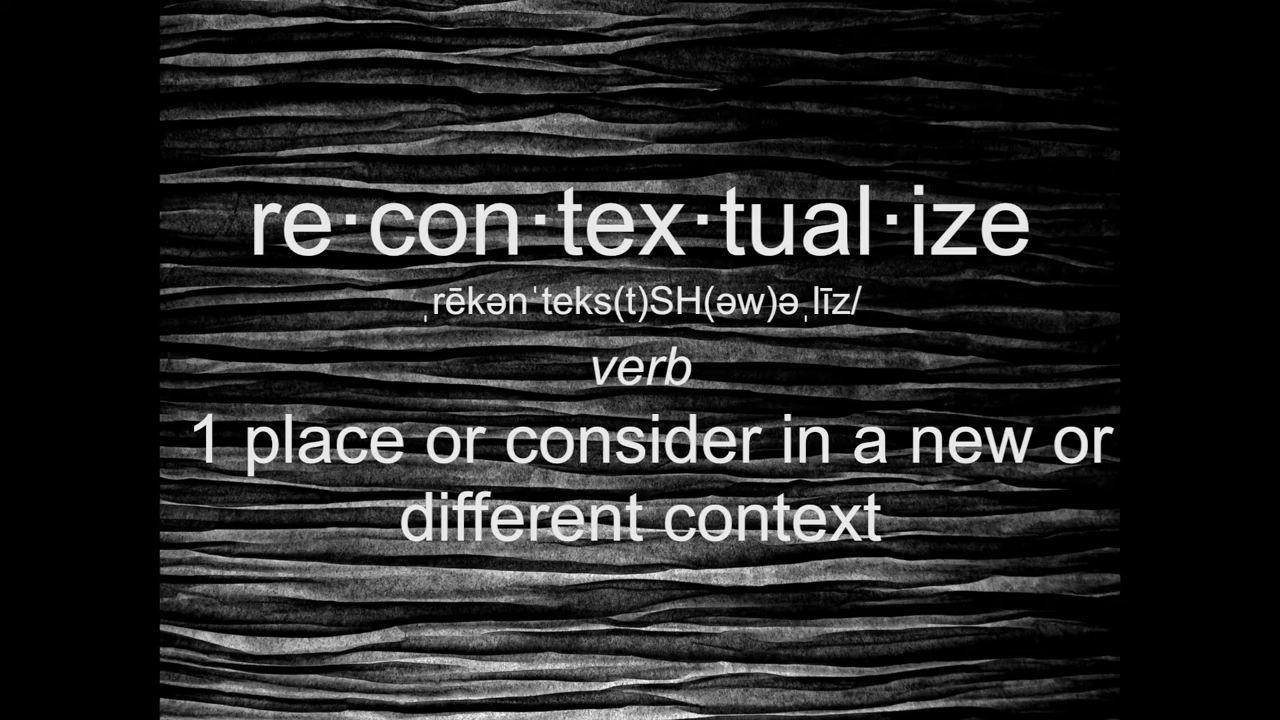 re·con·tex·tual·ize
ˌrēkənˈteks(t)SH(əw)əˌlīz/
verb
1 place or consider in a new or
different context